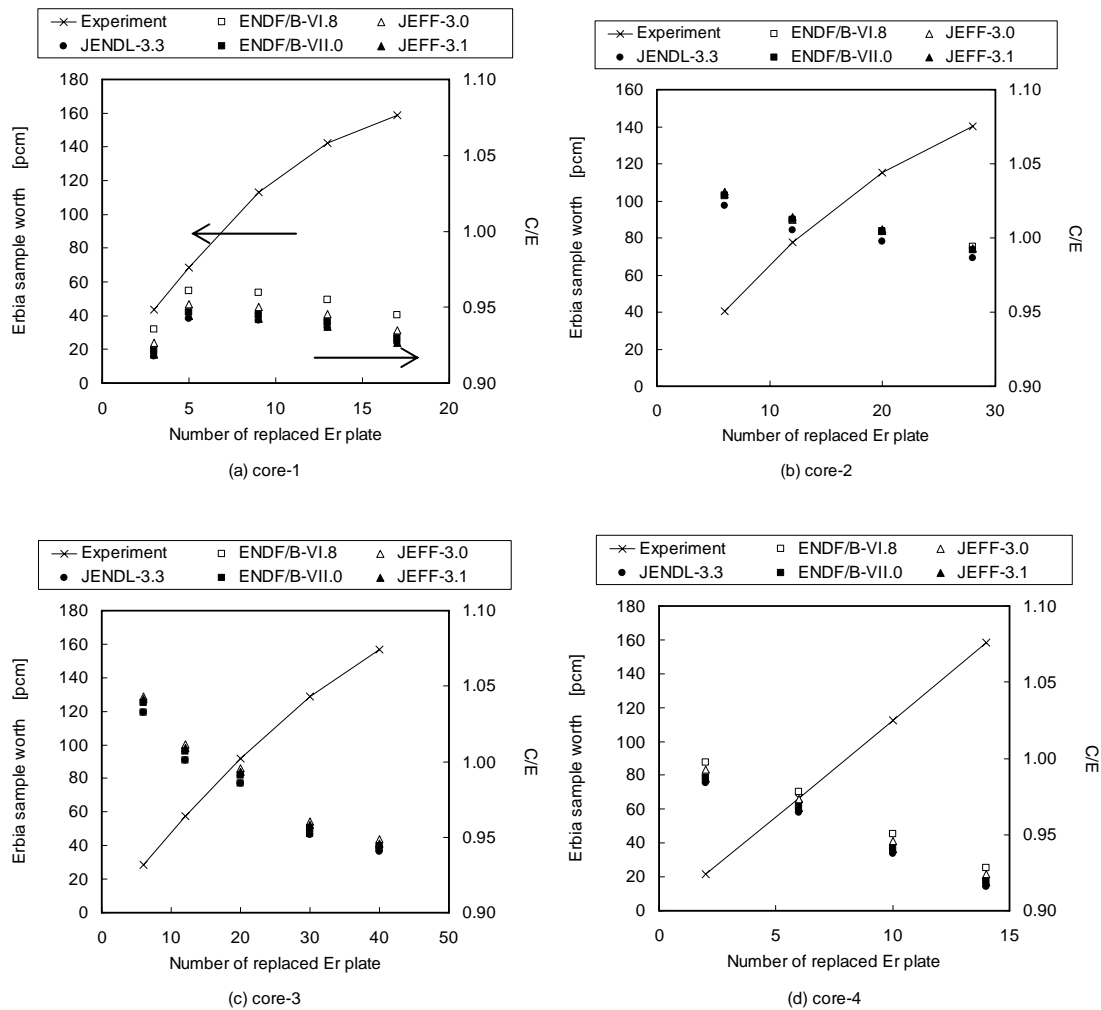 Experiment ENDF/B-VI.8 JEFF-3.0
JENDL-3.3 ENDF/B-VII.0 JEFF-3.1
180
160
140
120
100
80
60
40
20
0
Erbia sample worth [pcm]
1.10
1.05
1.00
0.95
0.90
C/E
0 5 10 15 20
Number of replaced Er plate
(a) core-1
Experiment ENDF/B-VI.8 JEFF-3.0
JENDL-3.3 ENDF/B-VII.0 JEFF-3.1
160
140
120
100
80
60
40
20
0
Erbia sample worth [pcm]
1.10
1.05
1.00
0.95
0.90
C/E
0 10 20 30
Number of replaced Er plate
(b) core-2
Experiment ENDF/B-VI.8 JEFF-3.0
JENDL-3.3 ENDF/B-VII.0 JEFF-3.1
180
160
140
120
100
80
60
40
20
0
Erbia sample worth [pcm]
1.10
1.05
1.00
0.95
0.90
C/E
0 10 20 30 40 50
Number of replaced Er plate
(c) core-3
Experiment ENDF/B-VI.8 JEFF-3.0
JENDL-3.3 ENDF/B-VII.0 JEFF-3.1
180
160
140
120
100
80
60
40
20
0
Erbia sample worth [pcm]
1.10
1.05
1.00
0.95
0.90
C/E
0 5 10 15
Number of replaced Er plate
(d) core-4